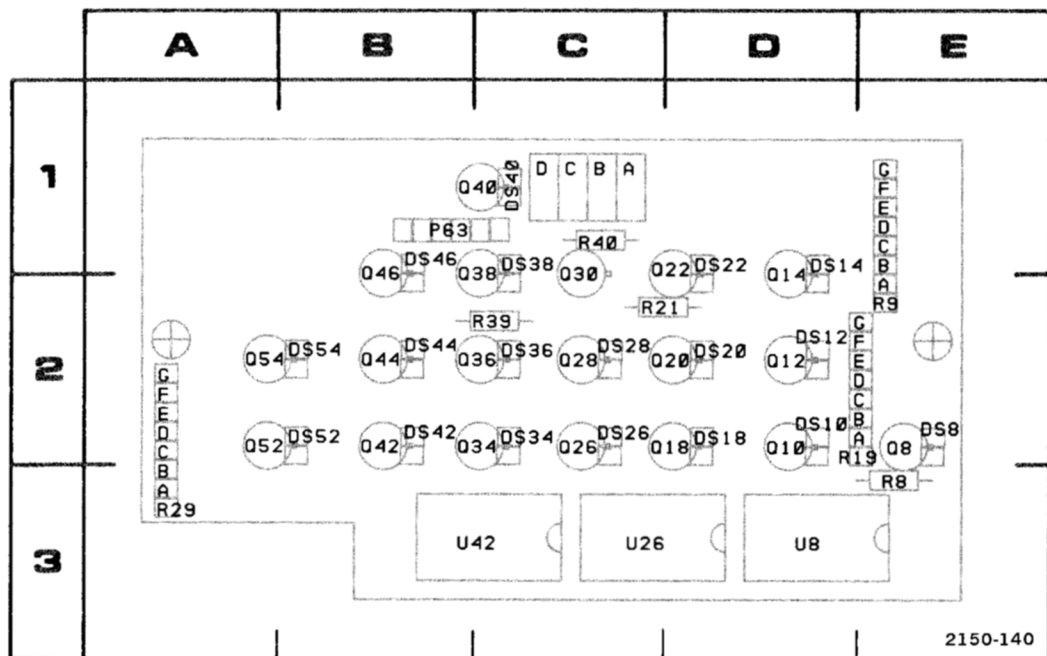 A B C D E
1
Q40 DS40 D C B A
P63
R40
G
F
E
D
C
B
A
R9
Q46 DS46 Q38 DS38 Q30 Q22 DS22 Q14 DS14
R21
R39
2
Q54 DS54 Q44 DS44 Q36 DS36 Q28 DS28 Q20 DS20 Q12 DS12
G
F
E
D
C
B
A
R19
G
F
E
D
C
B
A
R29
Q52 DS52 Q42 DS42 Q34 DS34 Q26 DS26 Q18 DS18 Q10 DS10 Q8 DS8
R8
3
U42 U26 U8
2150-140